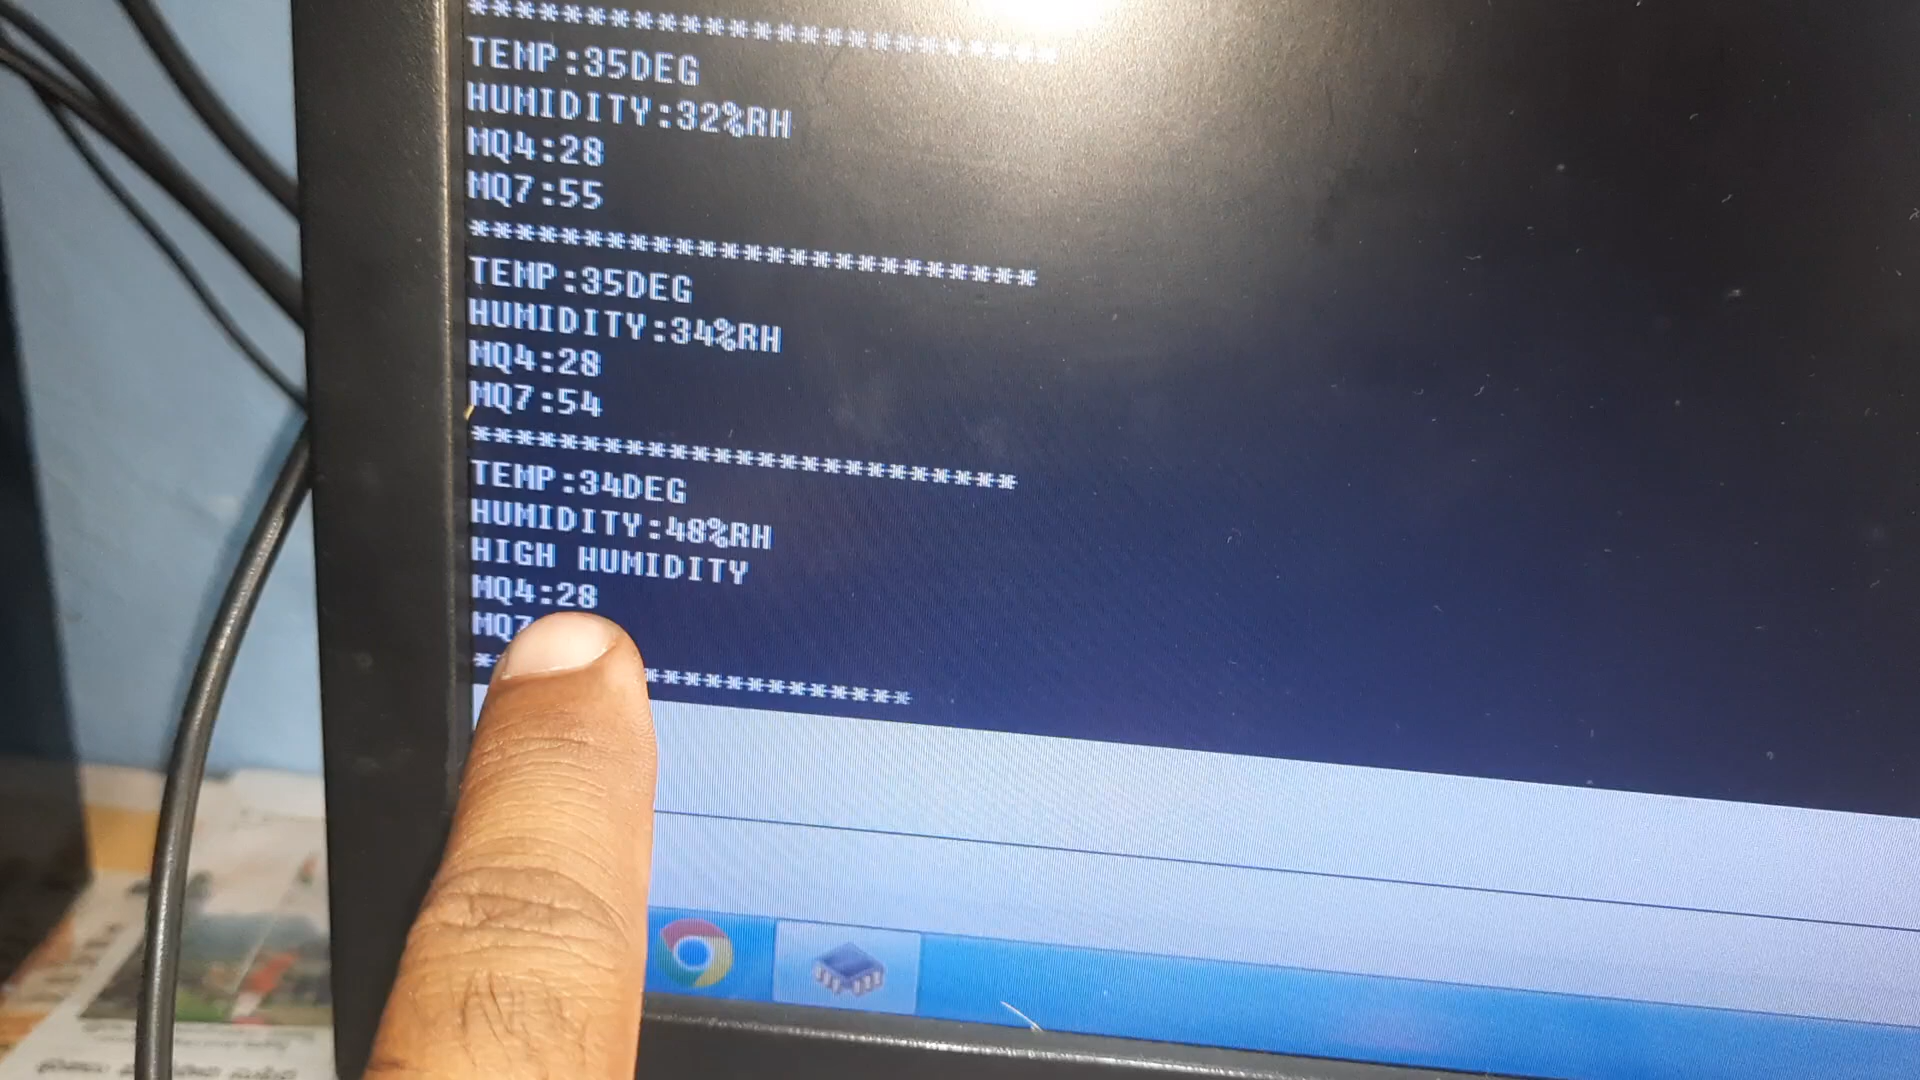 **************************
TEMP:35DEG
HUMIDITY:32%RH
MQ4:28
MQ7:55
**************************
TEMP:35DEG
HUMIDITY:34%RH
MQ4:28
MQ7:54
**************************
TEMP:34DEG
HUMIDITY:48%RH
HIGH HUMIDITY
MQ4:28
MQ7